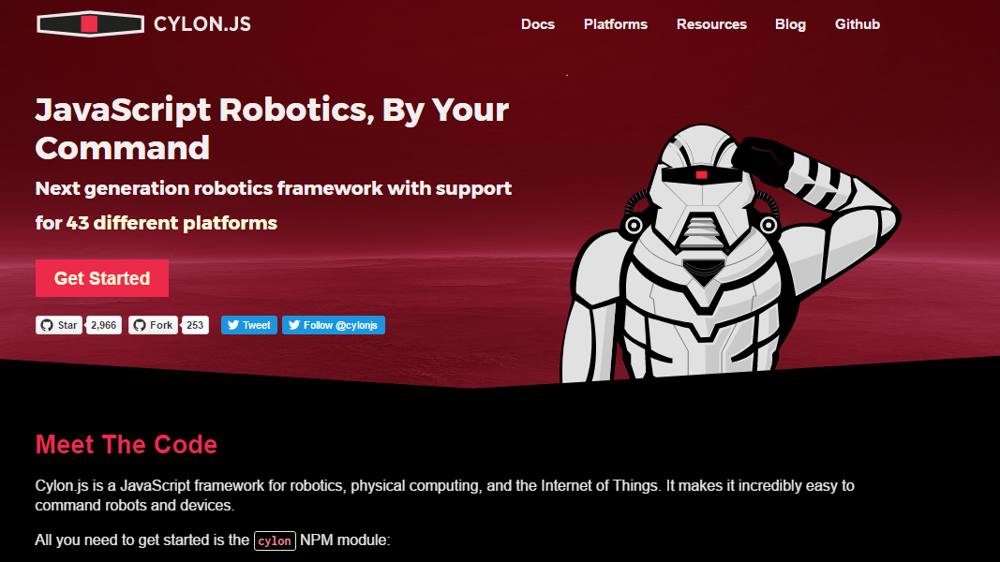 CYLON.JS
Docs Platforms Resources Blog Github
JavaScript Robotics, By Your
Command
Next generation robotics framework with support
for 43 different platforms
Get Started
Star 2,966 Fork 253 Tweet Follow @cylonjs
Meet The Code
Cylon.js is a JavaScript framework for robotics, physical computing, and the Internet of Things. It makes it incredibly easy to
command robots and devices.
All you need to get started is the cylon NPM module: